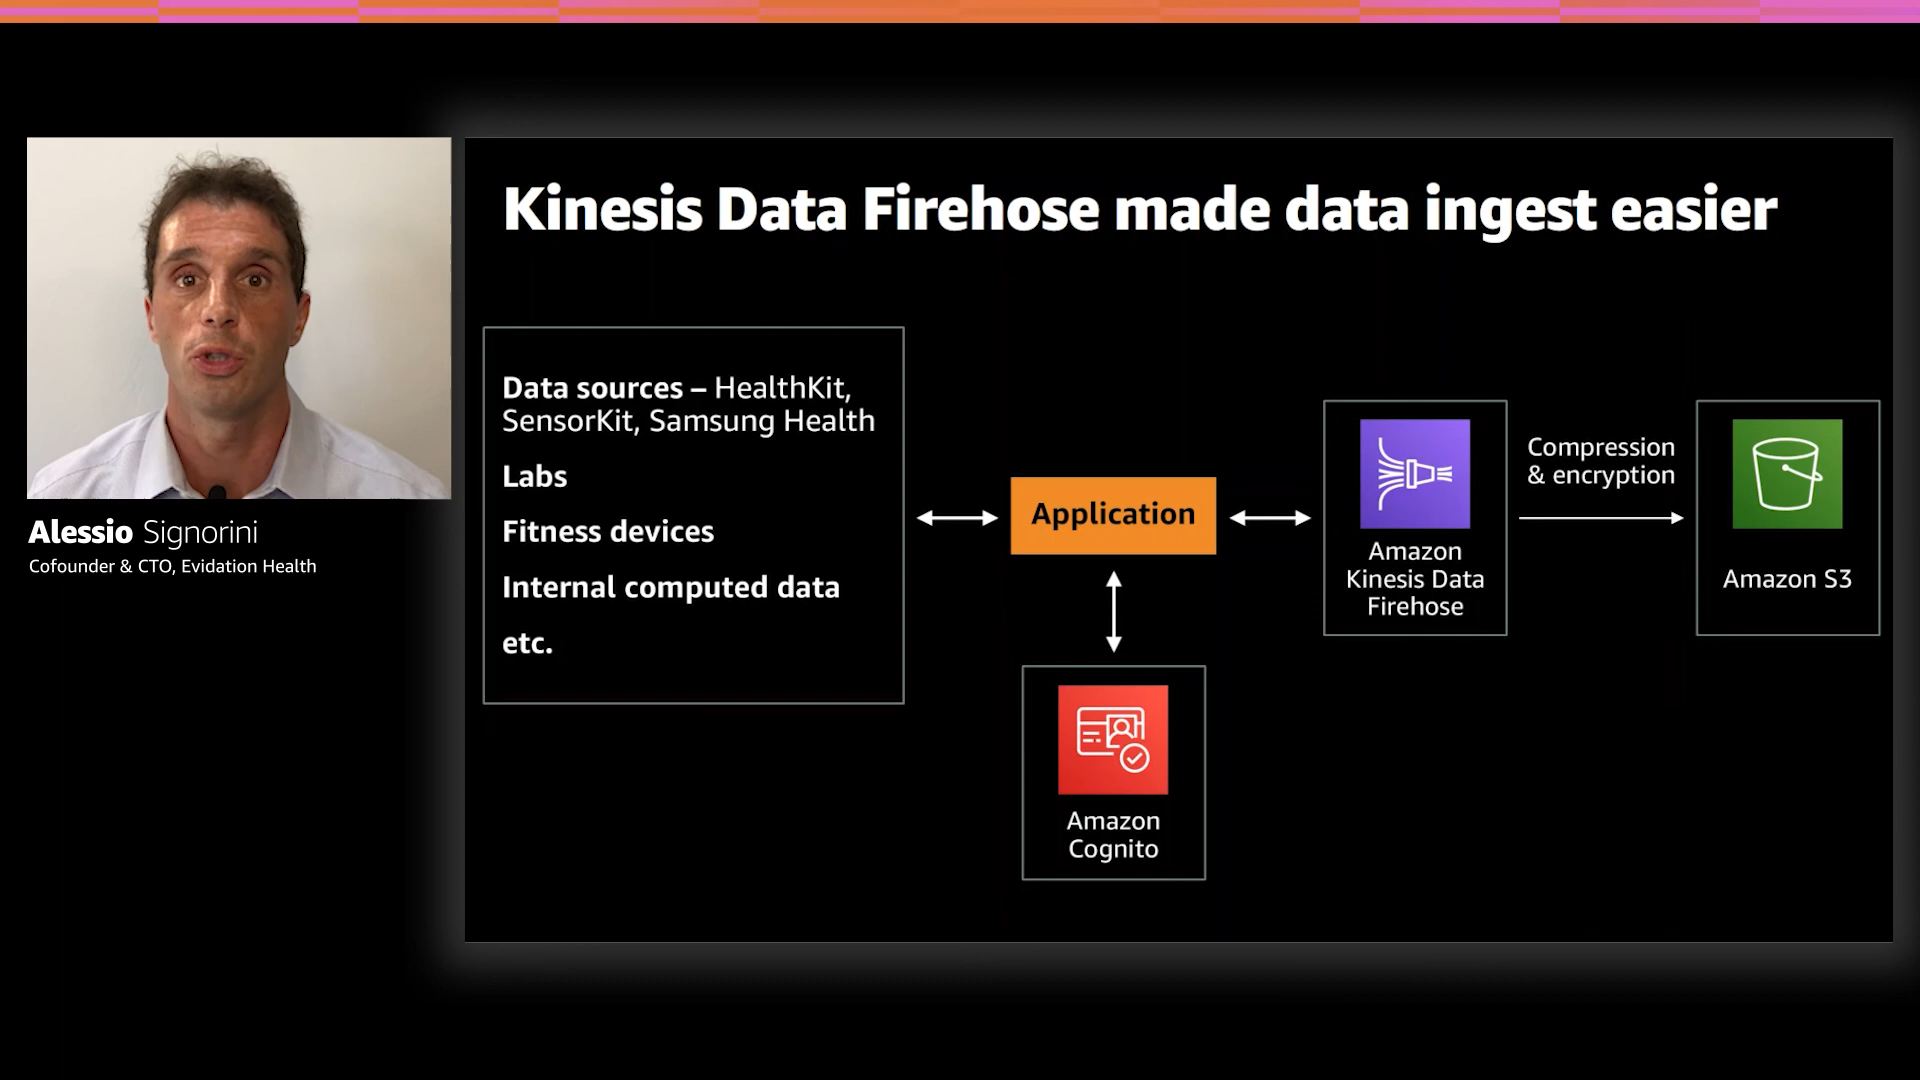 Kinesis Data Firehose made data ingest easier
Alessio Signorini
Cofounder & CTO, Evidation Health
Data sources – HealthKit,
SensorKit, Samsung Health
Labs
Fitness devices
Internal computed data
etc.
Application
Amazon
Cognito
Amazon
Kinesis Data
Firehose
Compression
& encryption
Amazon S3